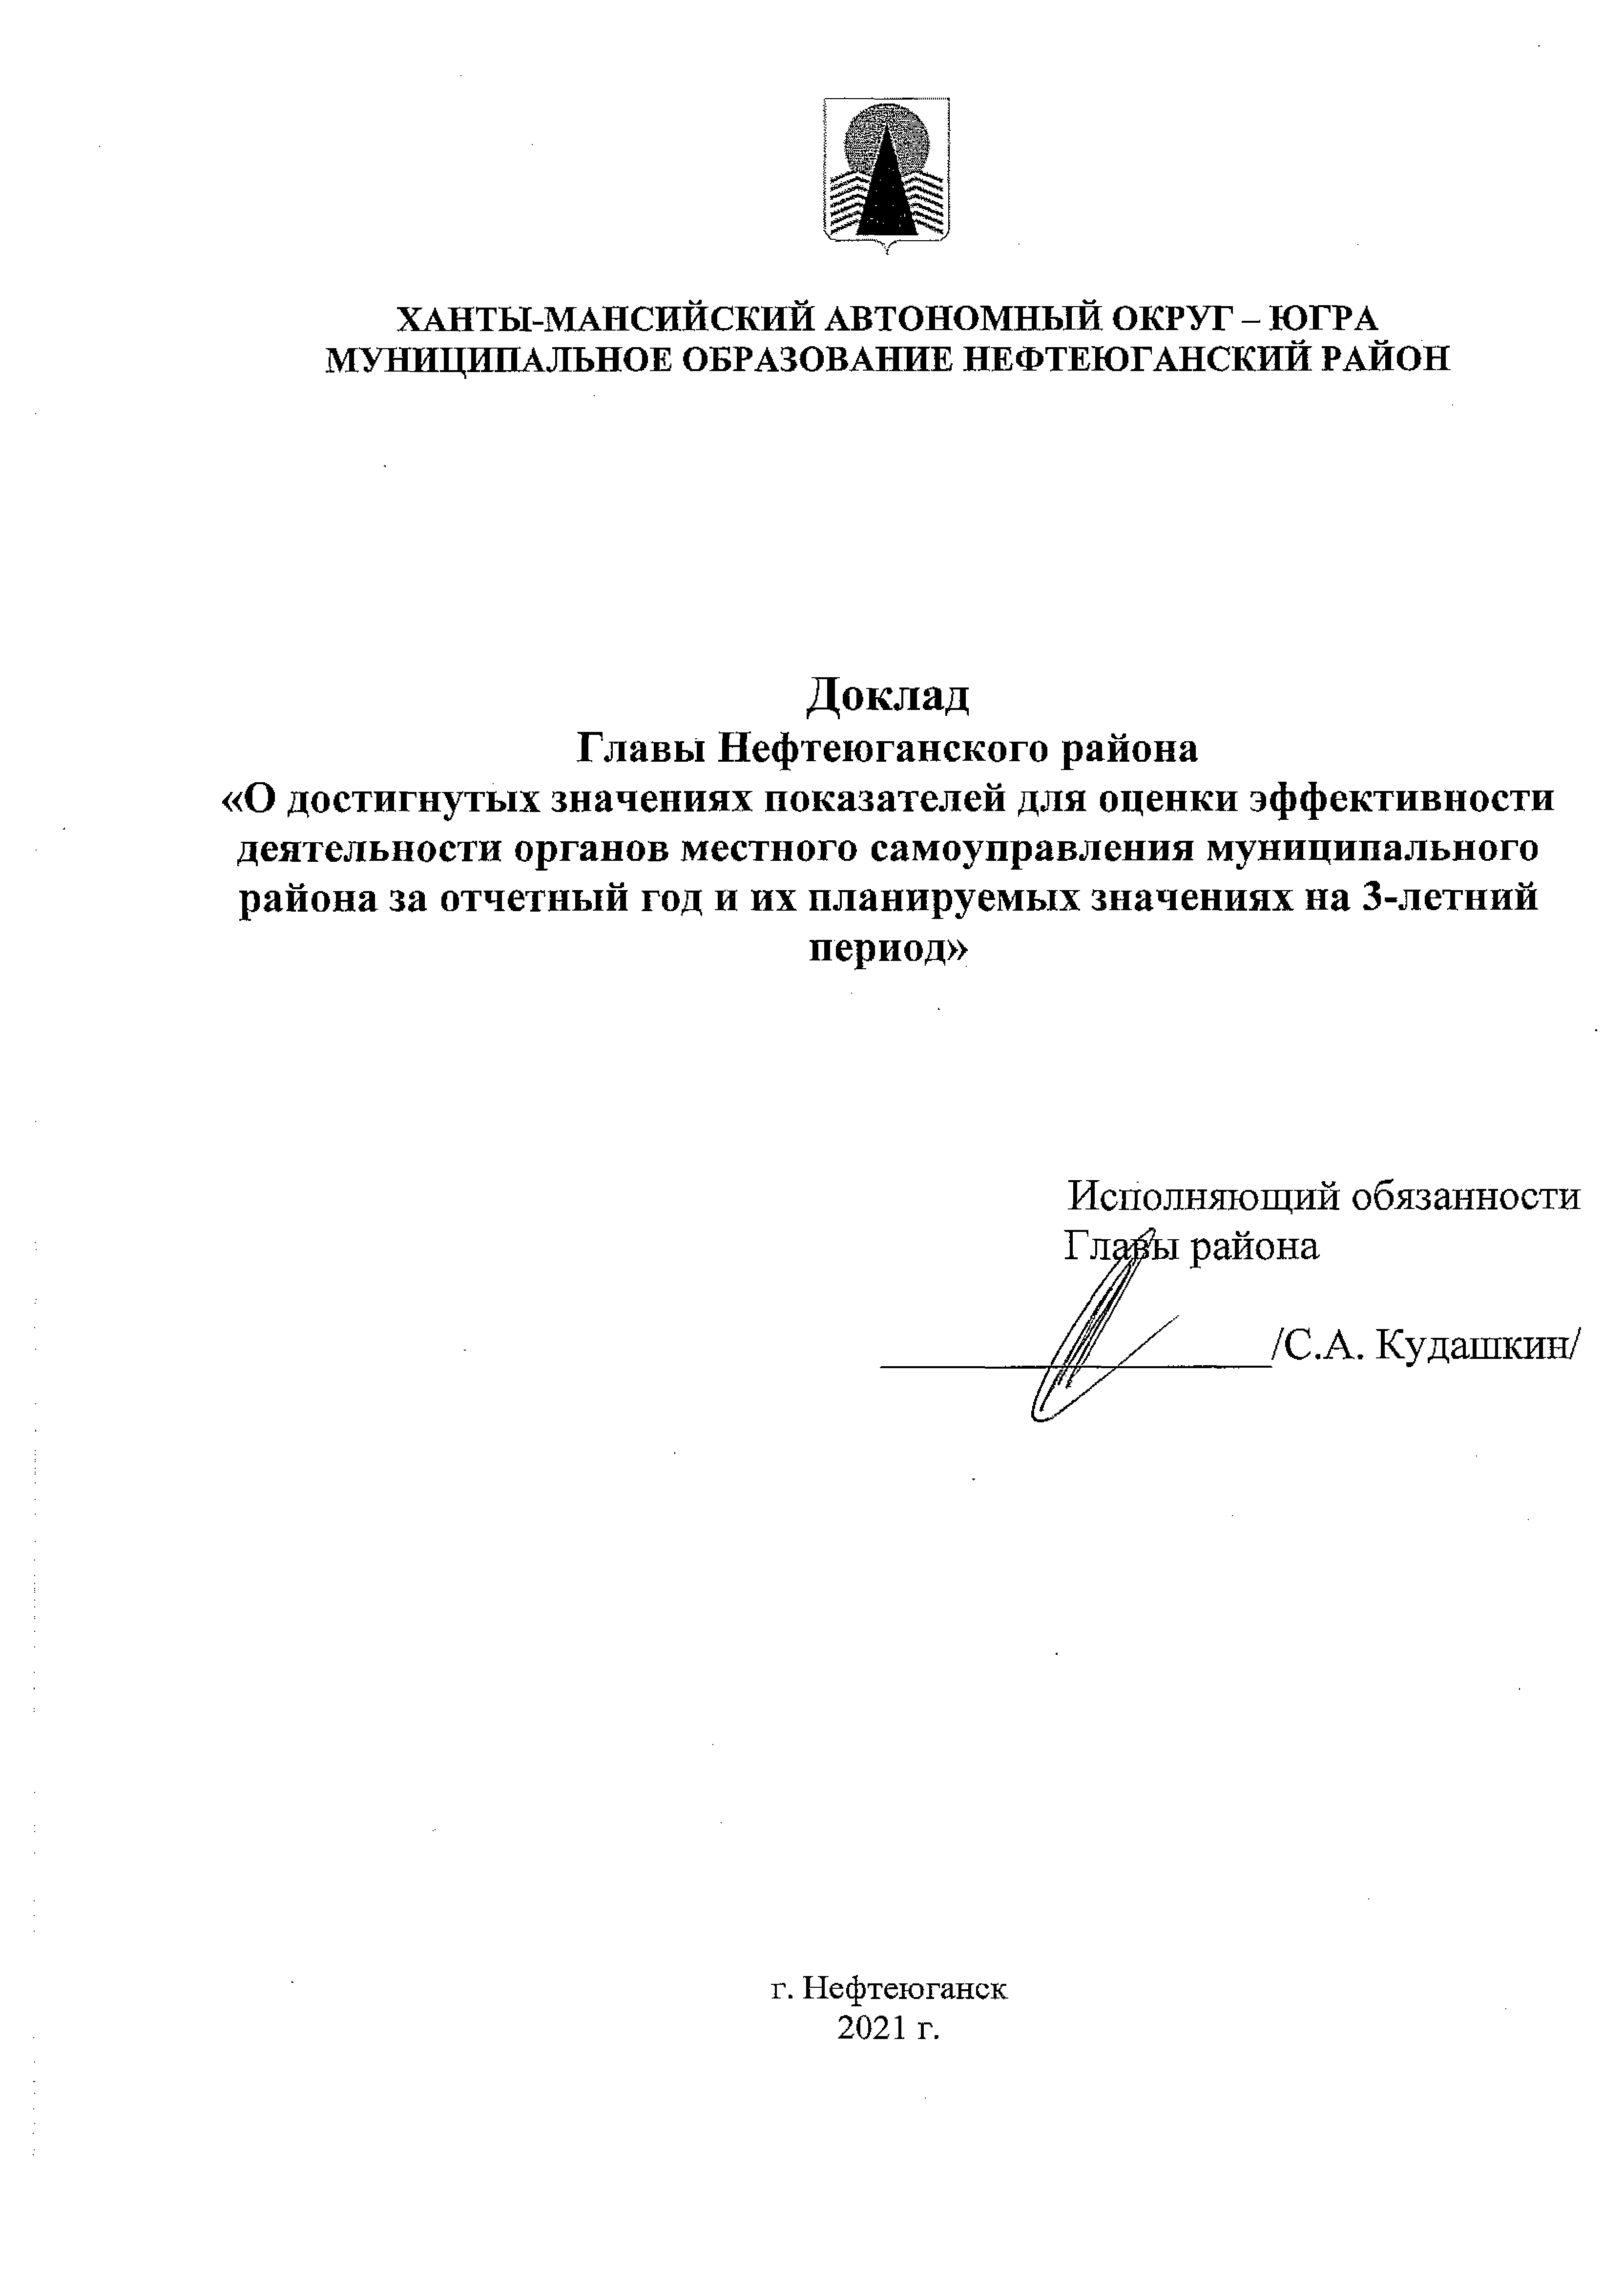 ХАНТЫ-МАНСИЙСКИЙ АВТОНОМНЫЙ ОКРУГ – ЮГРА
МУНИЦИПАЛЬНОЕ ОБРАЗОВАНИЕ НЕФТЕЮГАНСКИЙ РАЙОН
Доклад
Главы Нефтеюганского района
«О достигнутых значениях показателей для оценки эффективности
деятельности органов местного самоуправления муниципального
района за отчетный год и их планируемых значениях на 3-летний
период»
Исполняющий обязанности
Главы района
/С.А. Кудашкин/
г. Нефтеюганск
2021 г.